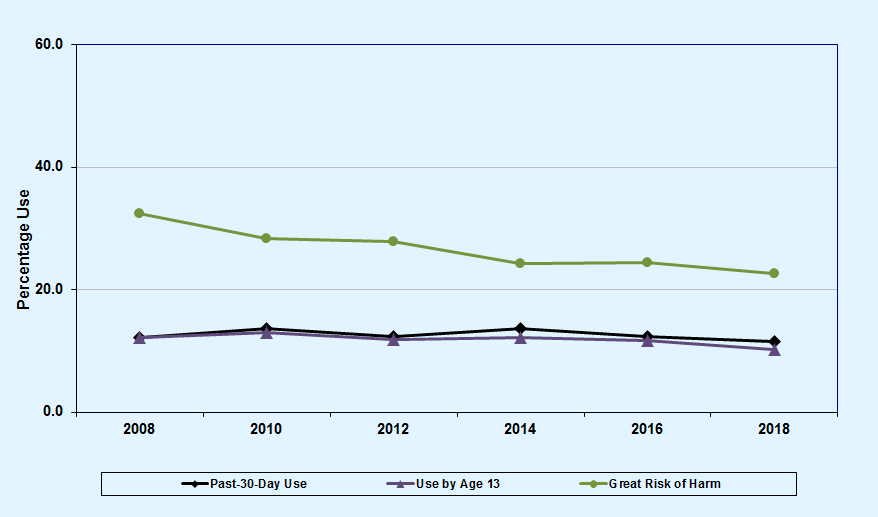 60.0
40.0
20.0
0.0
Percentage Use
2008 2010 2012 2014 2016 2018
Past-30-Day Use Use by Age 13 Great Risk of Harm